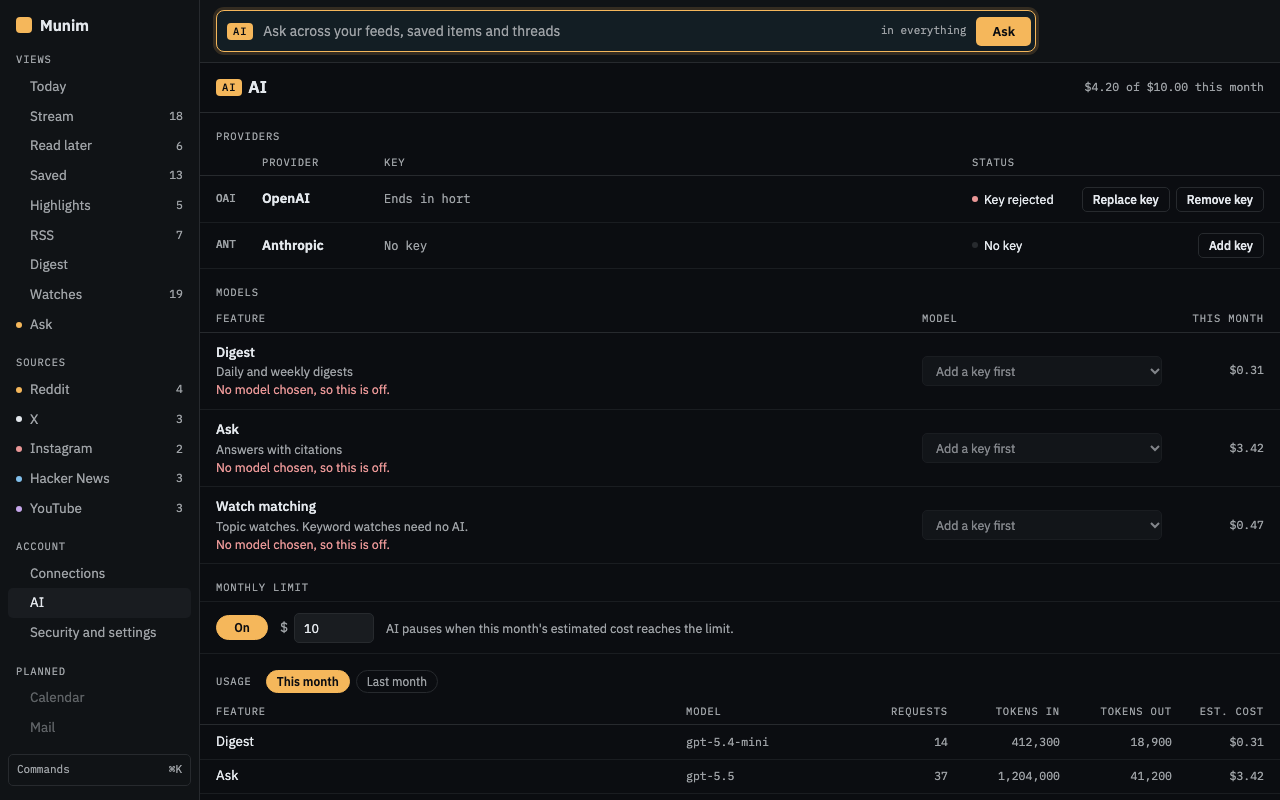 Munim
VIEWS
Today
Stream 18
Read later 6
Saved 13
Highlights 5
RSS 7
Digest
Watches 19
Ask
SOURCES
Reddit 4
X 3
Instagram 2
Hacker News 3
YouTube 3
ACCOUNT
Connections
AI
Security and settings
PLANNED
Calendar
Mail
Commands ⌘K
AI Ask across your feeds, saved items and threads in everything Ask
AI AI $4.20 of $10.00 this month
PROVIDERS
PROVIDER KEY STATUS
OAI OpenAI Ends in hort Key rejected Replace key Remove key
ANT Anthropic No key No key Add key
MODELS
FEATURE MODEL THIS MONTH
Digest
Daily and weekly digests
No model chosen, so this is off.
Add a key first $0.31
Ask
Answers with citations
No model chosen, so this is off.
Add a key first $3.42
Watch matching
Topic watches. Keyword watches need no AI.
No model chosen, so this is off.
Add a key first $0.47
MONTHLY LIMIT
On $ 10 AI pauses when this month's estimated cost reaches the limit.
USAGE This month Last month
FEATURE MODEL REQUESTS TOKENS IN TOKENS OUT EST. COST
Digest gpt-5.4-mini 14 412,300 18,900 $0.31
Ask gpt-5.5 37 1,204,000 41,200 $3.42